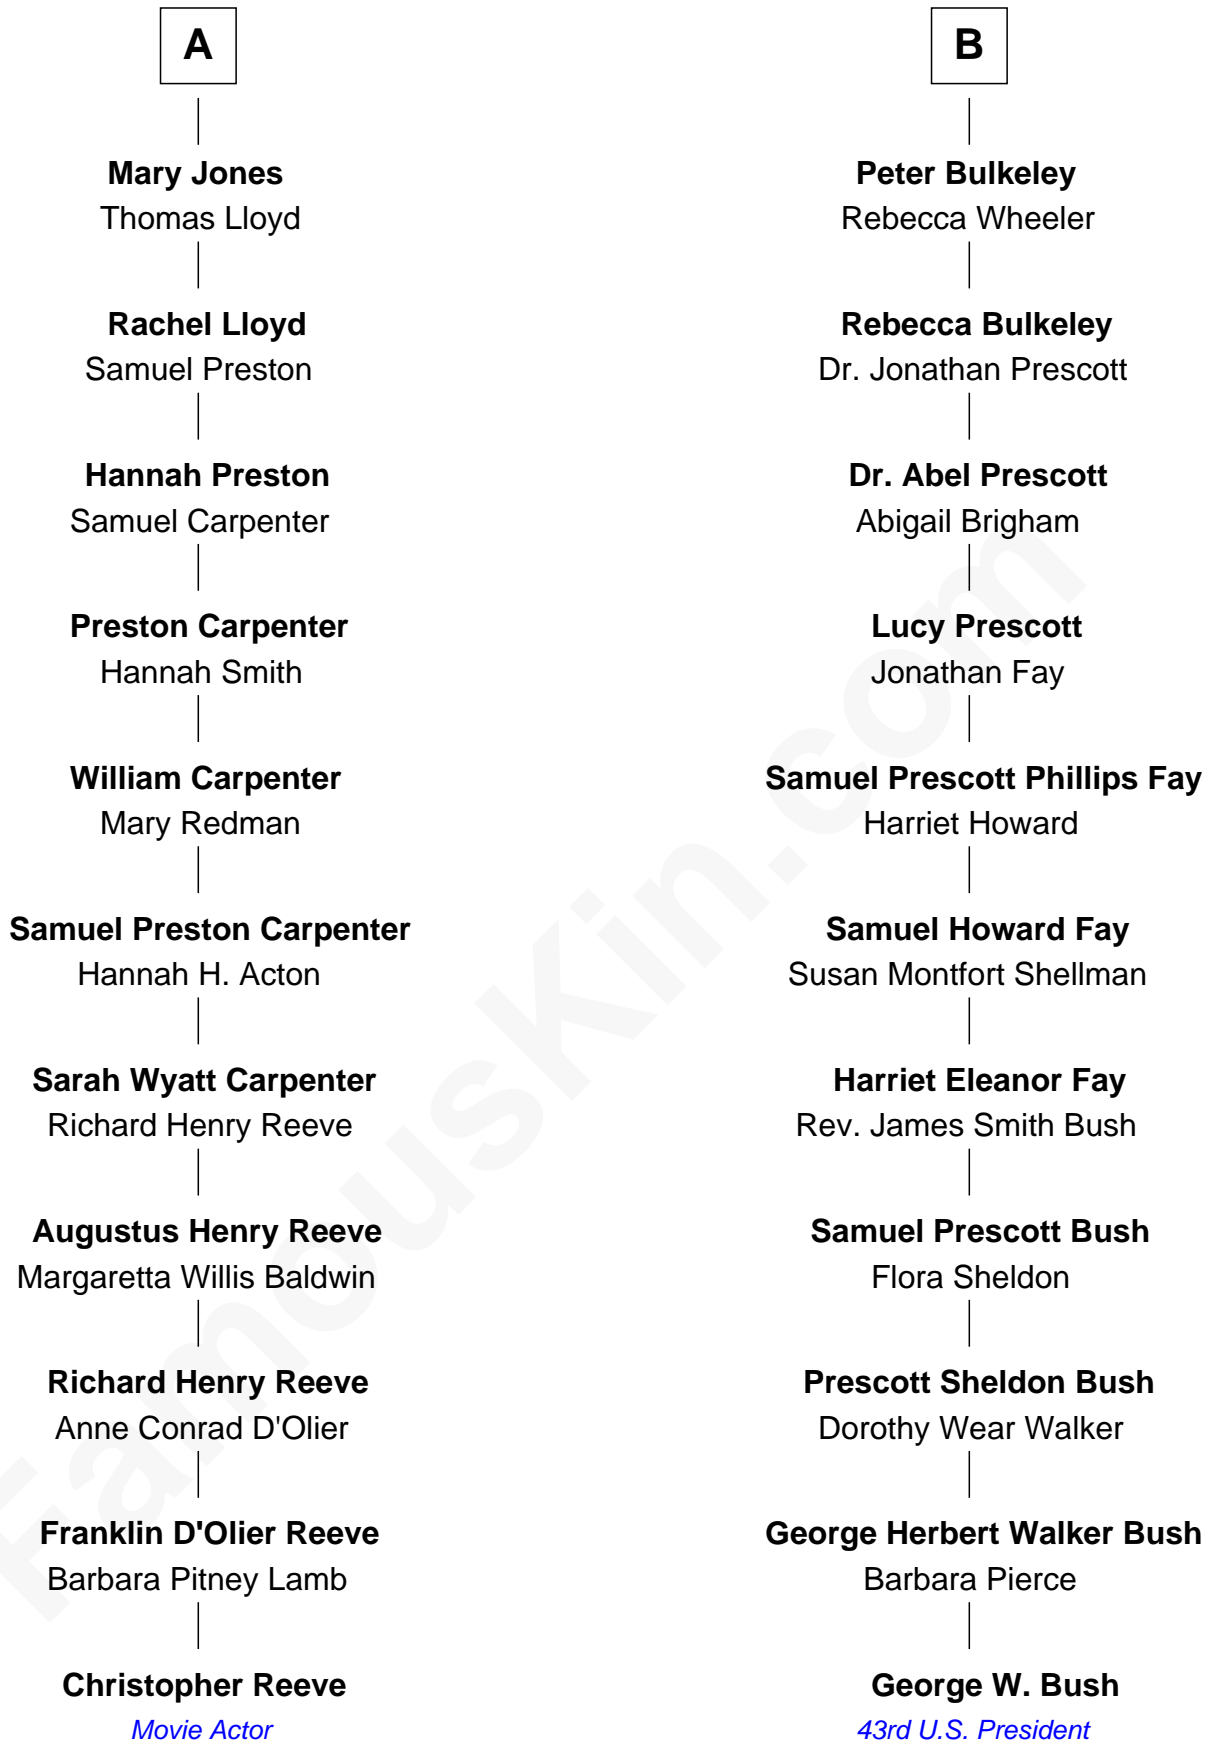 A
Mary Jones
Thomas Lloyd
Rachel Lloyd
Samuel Preston
Hannah Preston
Samuel Carpenter
Preston Carpenter
Hannah Smith
William Carpenter
Mary Redman
Samuel Preston Carpenter
Hannah H. Acton
Sarah Wyatt Carpenter
Richard Henry Reeve
Augustus Henry Reeve
Margaretta Willis Baldwin
Richard Henry Reeve
Anne Conrad D'Olier
Franklin D'Olier Reeve
Barbara Pitney Lamb
Christopher Reeve
Movie Actor
B
Peter Bulkeley
Rebecca Wheeler
Rebecca Bulkeley
Dr. Jonathan Prescott
Dr. Abel Prescott
Abigail Brigham
Lucy Prescott
Jonathan Fay
Samuel Prescott Phillips Fay
Harriet Howard
Samuel Howard Fay
Susan Montfort Shellman
Harriet Eleanor Fay
Rev. James Smith Bush
Samuel Prescott Bush
Flora Sheldon
Prescott Sheldon Bush
Dorothy Wear Walker
George Herbert Walker Bush
Barbara Pierce
George W. Bush
43rd U.S. President
FamousKin.com